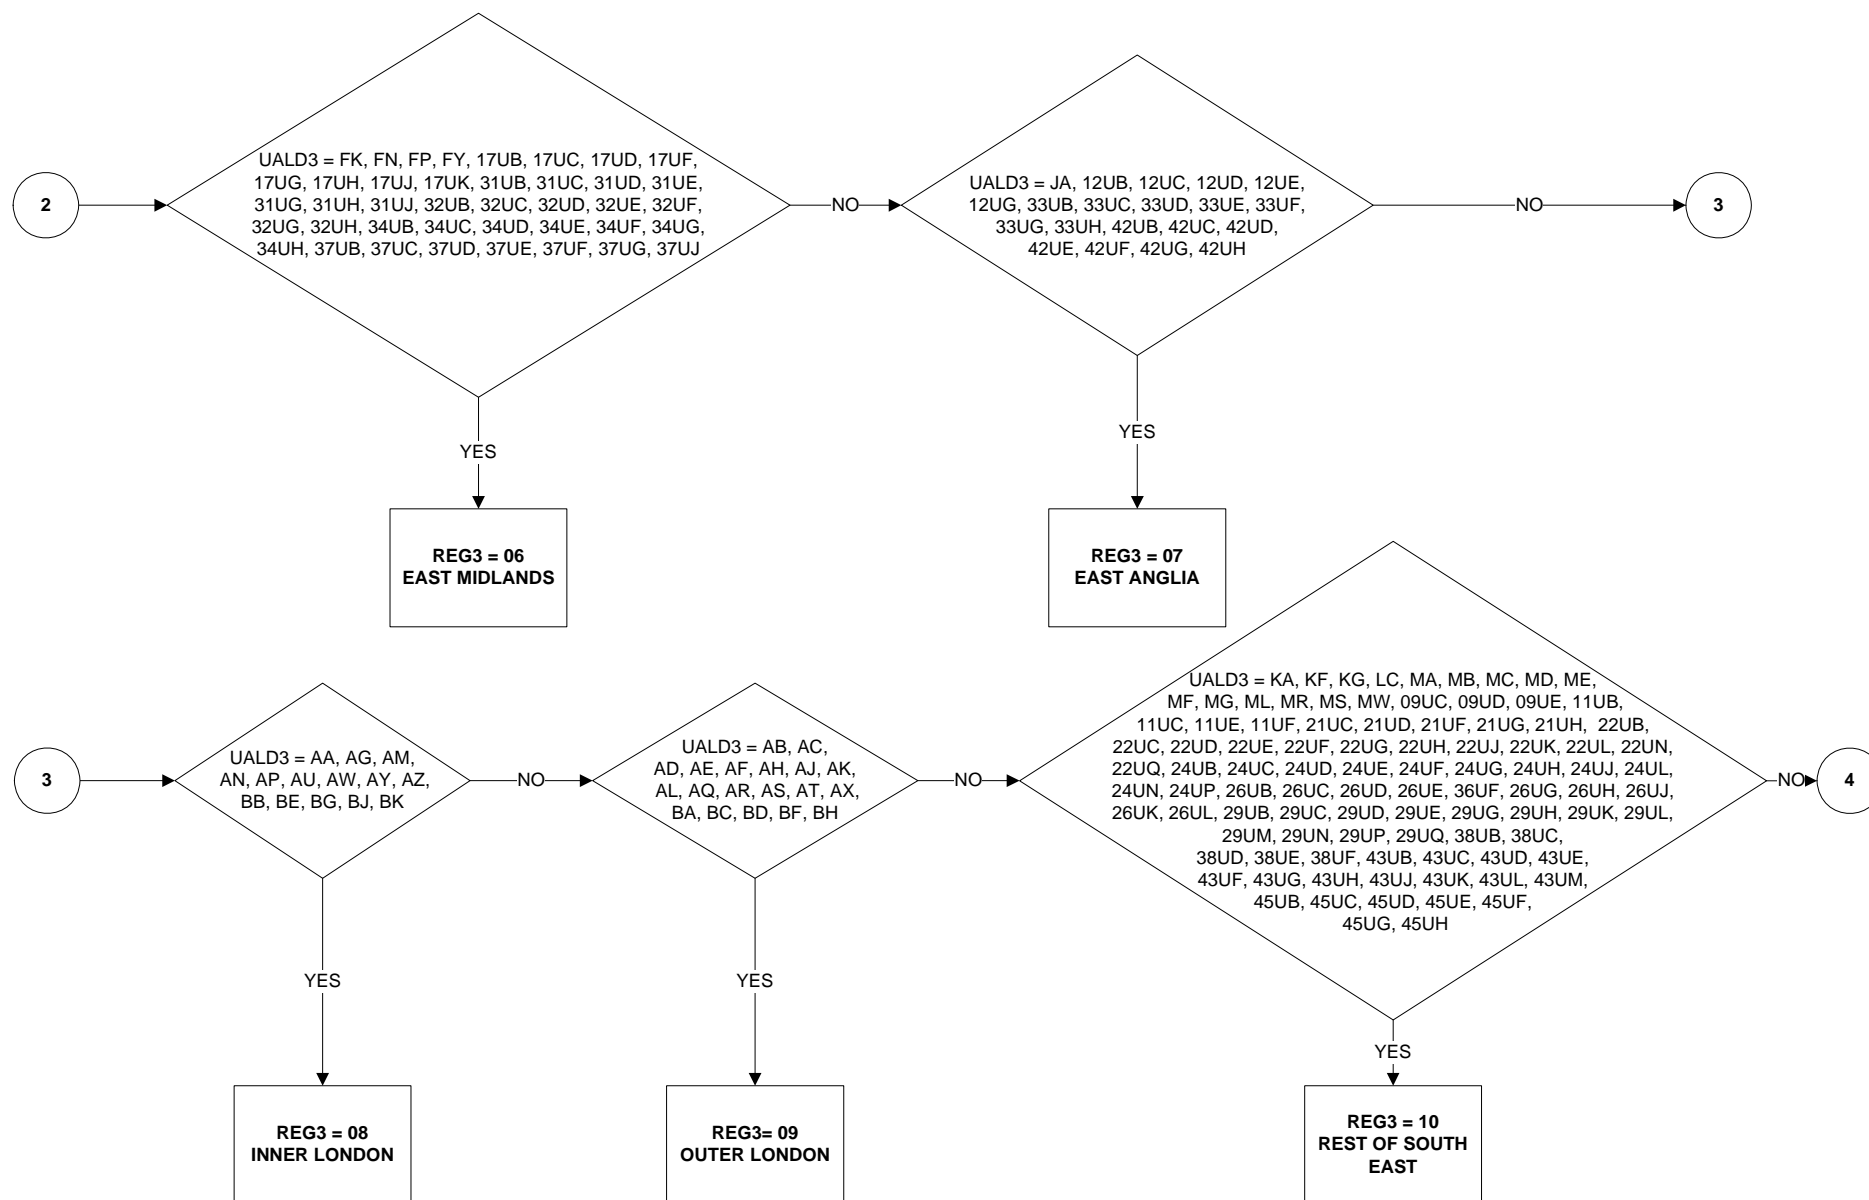 2
UALD3 = FK, FN, FP, FY, 17UB, 17UC, 17UD, 17UF,
17UG, 17UH, 17UJ, 17UK, 31UB, 31UC, 31UD, 31UE,
31UG, 31UH, 31UJ, 32UB, 32UC, 32UD, 32UE, 32UF,
32UG, 32UH, 34UB, 34UC, 34UD, 34UE, 34UF, 34UG,
34UH, 37UB, 37UC, 37UD, 37UE, 37UF, 37UG, 37UJ
NO
UALD3 = JA, 12UB, 12UC, 12UD, 12UE,
12UG, 33UB, 33UC, 33UD, 33UE, 33UF,
33UG, 33UH, 42UB, 42UC, 42UD,
42UE, 42UF, 42UG, 42UH
NO
3
YES
YES
REG3 = 06
EAST MIDLANDS
REG3 = 07
EAST ANGLIA
3
UALD3 = AA, AG, AM,
AN, AP, AU, AW, AY, AZ,
BB, BE, BG, BJ, BK
NO
UALD3 = AB, AC,
AD, AE, AF, AH, AJ, AK,
AL, AQ, AR, AS, AT, AX,
BA, BC, BD, BF, BH
NO
UALD3 = KA, KF, KG, LC, MA, MB, MC, MD, ME,
MF, MG, ML, MR, MS, MW, 09UC, 09UD, 09UE, 11UB,
11UC, 11UE, 11UF, 21UC, 21UD, 21UF, 21UG, 21UH, 22UB,
22UC, 22UD, 22UE, 22UF, 22UG, 22UH, 22UJ, 22UK, 22UL, 22UN,
22UQ, 24UB, 24UC, 24UD, 24UE, 24UF, 24UG, 24UH, 24UJ, 24UL,
24UN, 24UP, 26UB, 26UC, 26UD, 26UE, 36UF, 26UG, 26UH, 26UJ,
26UK, 26UL, 29UB, 29UC, 29UD, 29UE, 29UG, 29UH, 29UK, 29UL,
29UM, 29UN, 29UP, 29UQ, 38UB, 38UC,
38UD, 38UE, 38UF, 43UB, 43UC, 43UD, 43UE,
43UF, 43UG, 43UH, 43UJ, 43UK, 43UL, 43UM,
45UB, 45UC, 45UD, 45UE, 45UF,
45UG, 45UH
NO
4
YES
YES
YES
REG3 = 08
INNER LONDON
REG3= 09
OUTER LONDON
REG3 = 10
REST OF SOUTH
EAST